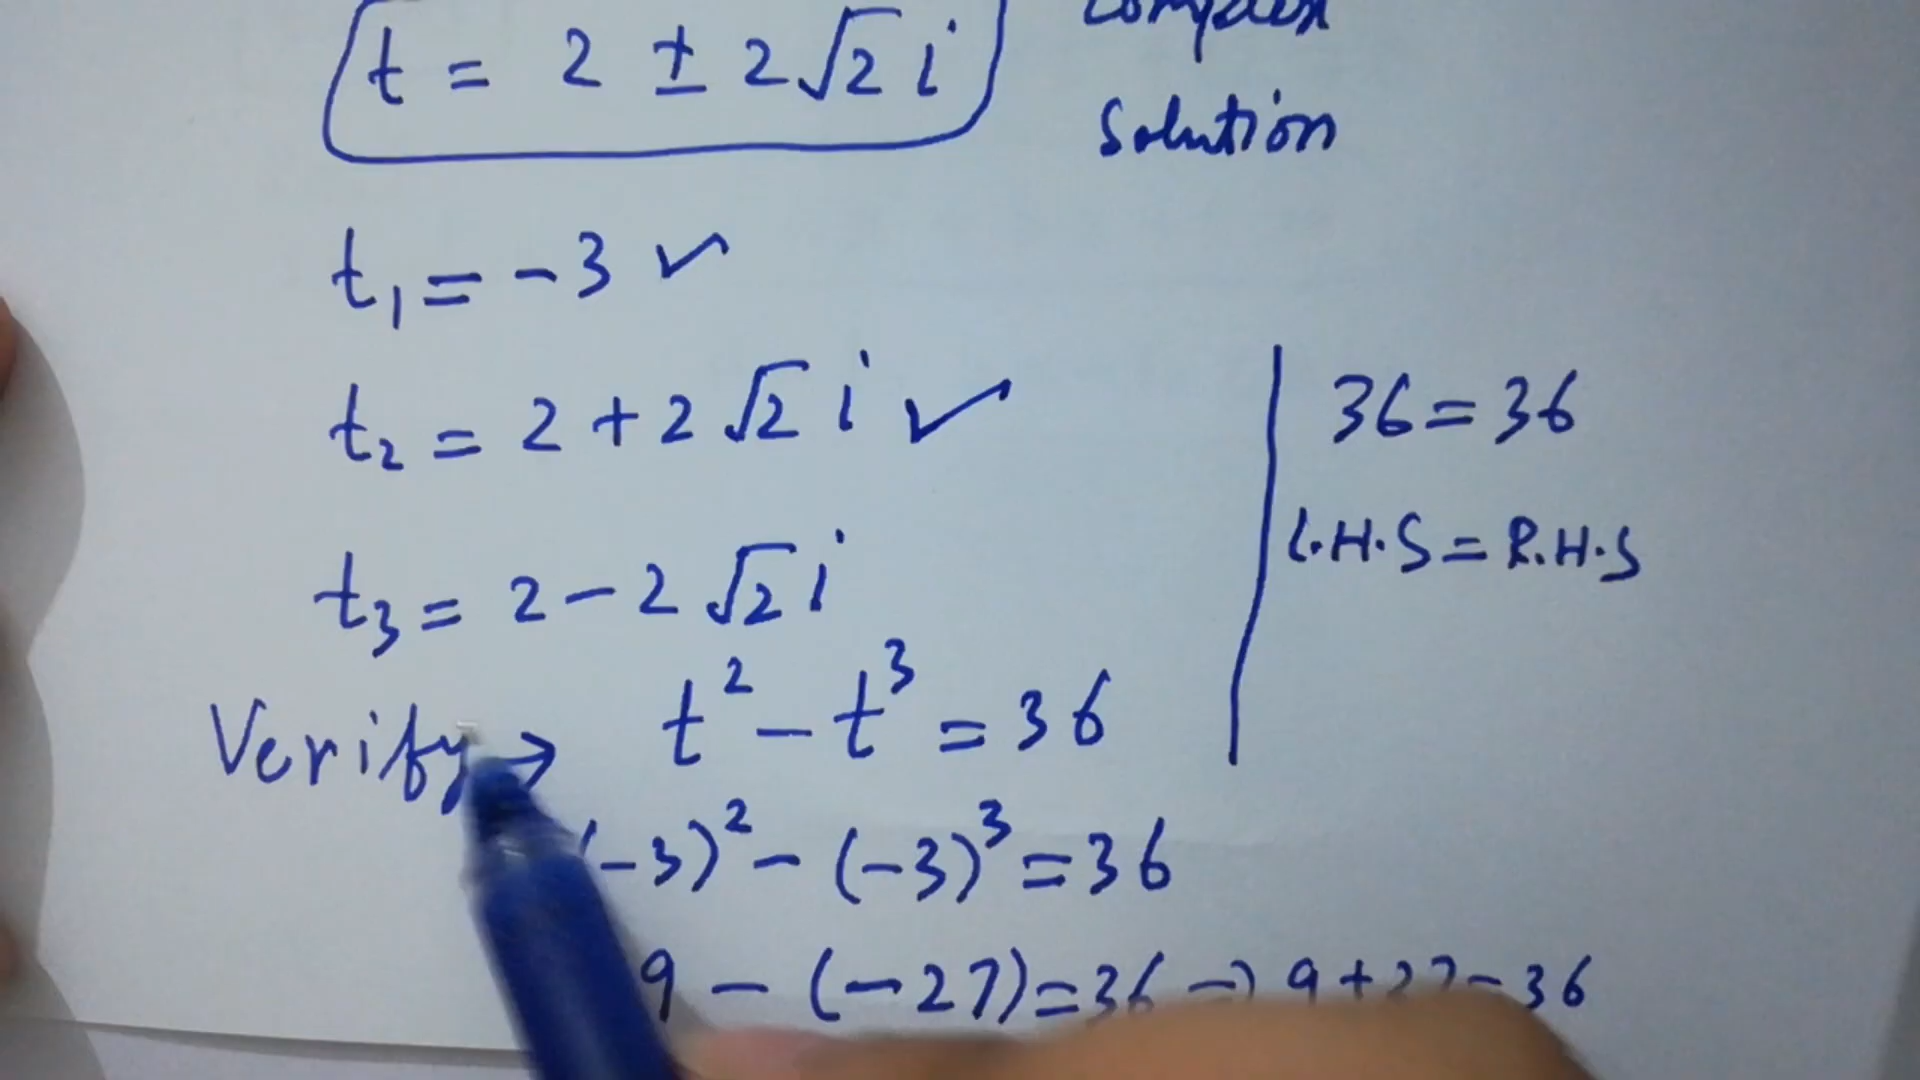 t = 2 ± 2√2 i
Solution
t₁ = -3 ✓
t₂ = 2 + 2√2 i ✓
t₃ = 2 - 2√2 i
36 = 36
L.H.S = R.H.S
Verify → t² - t³ = 36
(-3)² - (-3)³ = 36
9 - (-27) = 36 → 9 + 27 = 36